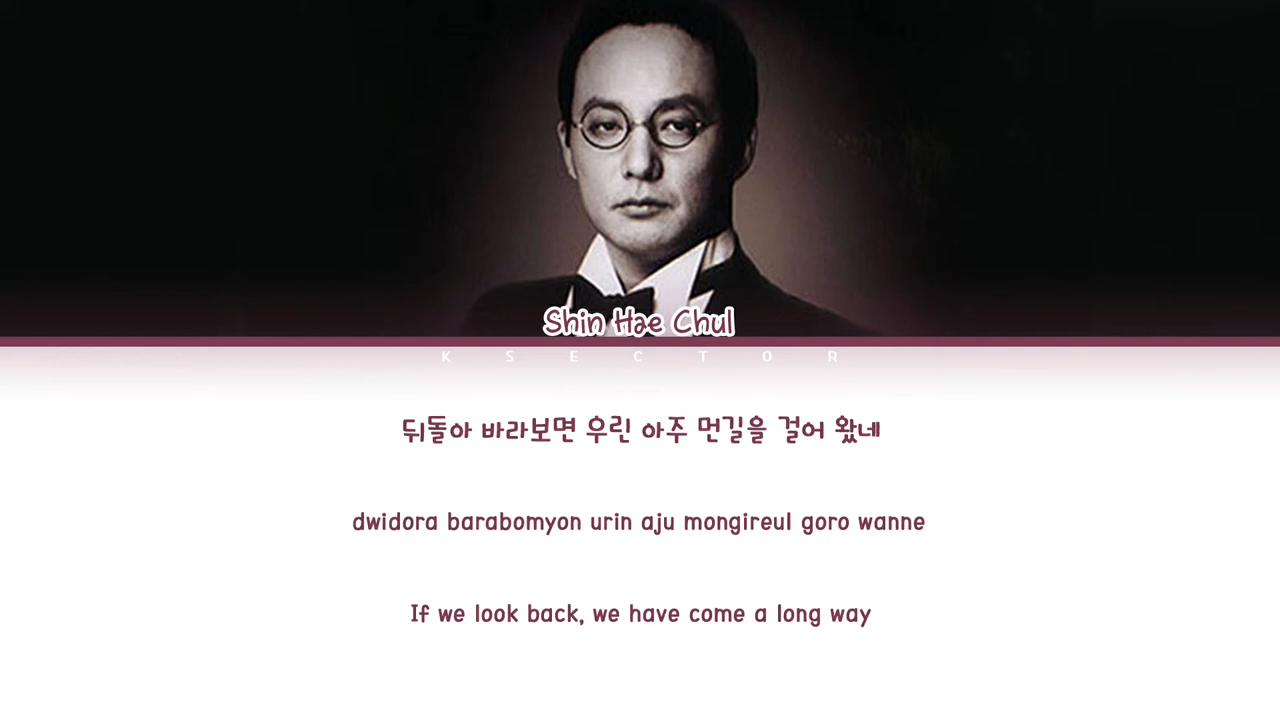 Shin Hae Chul
K S E C T O R
뒤돌아 바라보면 우린 아주 먼길을 걸어 왔네
dwidora barabomyon urin aju mongireul goro wanne
If we look back, we have come a long way